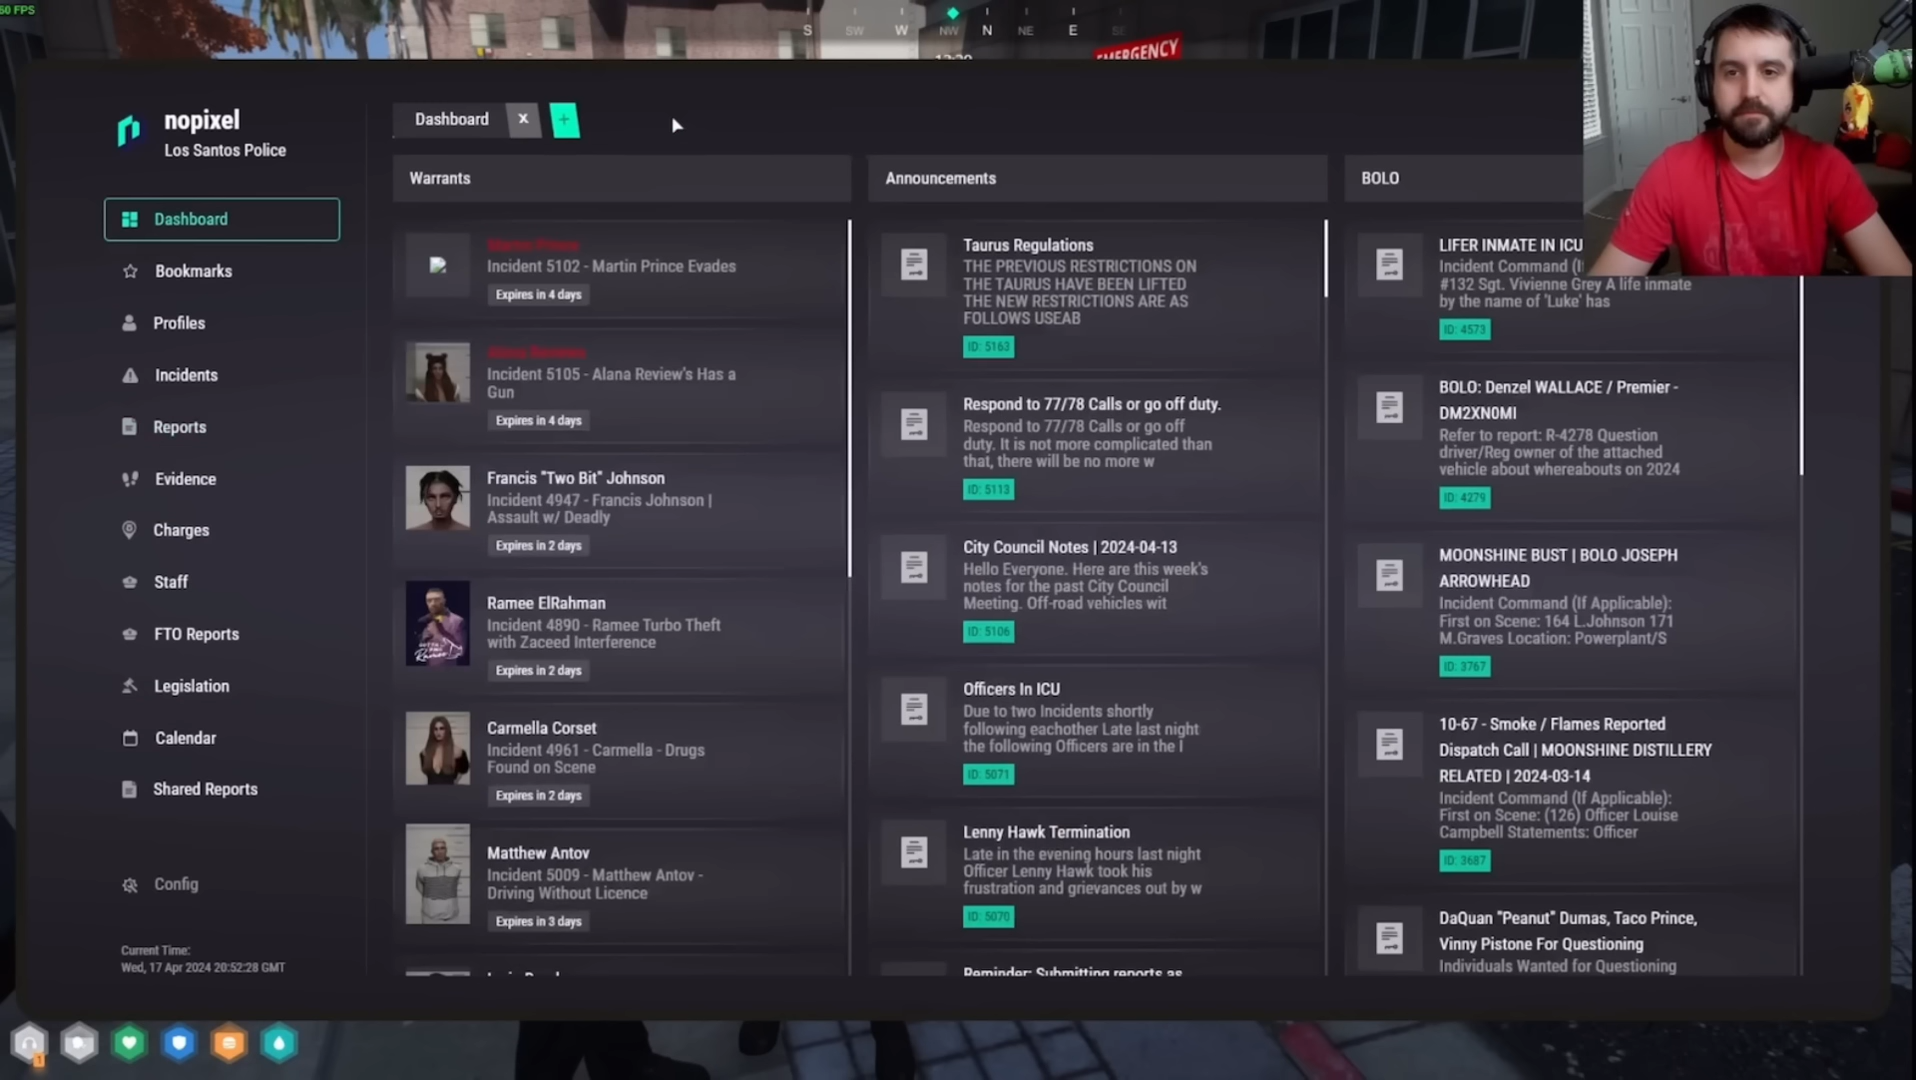 60 FPS
S SW W NW N NE E SE
EMERGENCY
nopixel
Los Santos Police
Dashboard
Bookmarks
Profiles
Incidents
Reports
Evidence
Charges
Staff
FTO Reports
Legislation
Calendar
Shared Reports
Config
Current Time:
Wed, 17 Apr 2024 20:52:28 GMT
Dashboard x +
Warrants
Incident 5102 - Martin Prince Evades
Expires in 4 days
Incident 5105 - Alana Review's Has a
Gun
Expires in 4 days
Francis "Two Bit" Johnson
Incident 4947 - Francis Johnson |
Assault w/ Deadly
Expires in 2 days
Ramee ElRahman
Incident 4890 - Ramee Turbo Theft
with Zaceed Interference
Expires in 2 days
Carmella Corset
Incident 4961 - Carmella - Drugs
Found on Scene
Expires in 2 days
Matthew Antov
Incident 5009 - Matthew Antov -
Driving Without Licence
Expires in 3 days
Announcements
Taurus Regulations
THE PREVIOUS RESTRICTIONS ON
THE TAURUS HAVE BEEN LIFTED
THE NEW RESTRICTIONS ARE AS
FOLLOWS USEAB
ID: 5163
Respond to 77/78 Calls or go off duty.
Respond to 77/78 Calls or go off
duty. It is not more complicated than
that, there will be no more w
ID: 5113
City Council Notes | 2024-04-13
Hello Everyone. Here are this week's
notes for the past City Council
Meeting. Off-road vehicles wit
ID: 5106
Officers In ICU
Due to two Incidents shortly
following eachother Late last night
the following Officers are in the I
ID: 5071
Lenny Hawk Termination
Late in the evening hours last night
Officer Lenny Hawk took his
frustration and grievances out by w
ID: 5070
Reminder: Submitting reports as
BOLO
LIFER INMATE IN ICU
Incident Command (I
#132 Sgt. Vivienne Grey A life inmate
by the name of 'Luke' has
ID: 4573
BOLO: Denzel WALLACE / Premier -
DM2XN0MI
Refer to report: R-4278 Question
driver/Reg owner of the attached
vehicle about whereabouts on 2024
ID: 4279
MOONSHINE BUST | BOLO JOSEPH
ARROWHEAD
Incident Command (If Applicable):
First on Scene: 164 L.Johnson 171
M.Graves Location: Powerplant/S
ID: 3767
10-67 - Smoke / Flames Reported
Dispatch Call | MOONSHINE DISTILLERY
RELATED | 2024-03-14
Incident Command (If Applicable):
First on Scene: (126) Officer Louise
Campbell Statements: Officer
ID: 3687
DaQuan "Peanut" Dumas, Taco Prince,
Vinny Pistone For Questioning
Individuals Wanted for Questioning